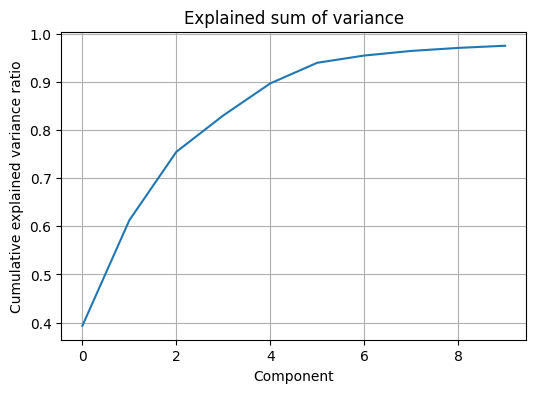 Explained sum of variance
Cumulative explained variance ratio
1.0
0.9
0.8
0.7
0.6
0.5
0.4
0 2 4 6 8
Component